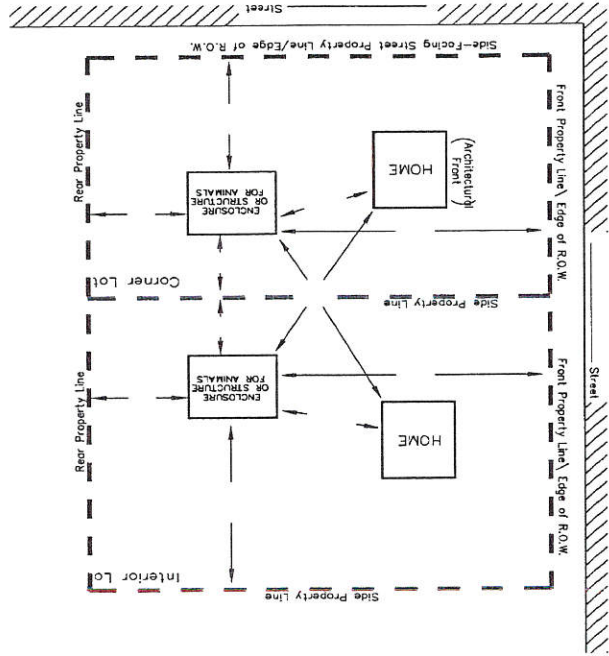 Street
Side-Facing Street Property Line/Edge of R.O.W.
Rear Property Line
Front Property Line\ Edge of R.O.W.
HOME
(Architectural
Front)
ENCLOSURE
OR STRUCTURE
FOR ANIMALS
Corner Lot
Side Property Line
Street
ENCLOSURE
OR STRUCTURE
FOR ANIMALS
HOME
Rear Property Line
Front Property Line\ Edge of R.O.W.
Interior Lo
Side Property Line